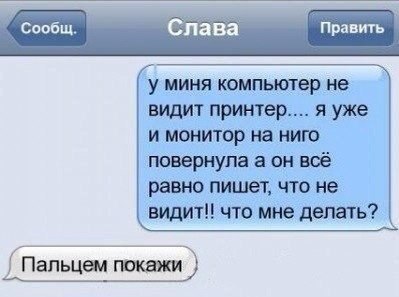 Сообщ.
Слава
Править
у миня компьютер не
видит принтер.... я уже
и монитор на ниго
повернула а он всё
равно пишет, что не
видит!! что мне делать?
Пальцем покажи